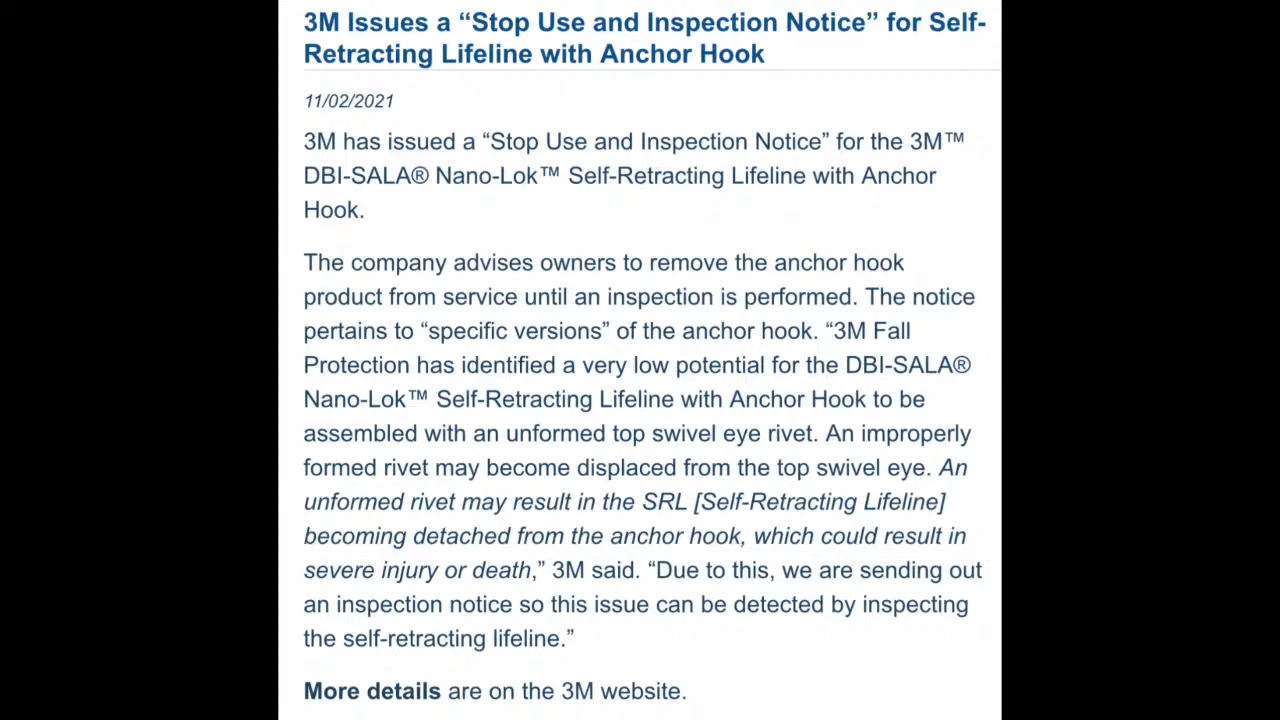 3M Issues a “Stop Use and Inspection Notice” for Self-
Retracting Lifeline with Anchor Hook
11/02/2021
3M has issued a “Stop Use and Inspection Notice” for the 3M™
DBI-SALA® Nano-Lok™ Self-Retracting Lifeline with Anchor
Hook.
The company advises owners to remove the anchor hook
product from service until an inspection is performed. The notice
pertains to “specific versions” of the anchor hook. “3M Fall
Protection has identified a very low potential for the DBI-SALA®
Nano-Lok™ Self-Retracting Lifeline with Anchor Hook to be
assembled with an unformed top swivel eye rivet. An improperly
formed rivet may become displaced from the top swivel eye. An
unformed rivet may result in the SRL [Self-Retracting Lifeline]
becoming detached from the anchor hook, which could result in
severe injury or death,” 3M said. “Due to this, we are sending out
an inspection notice so this issue can be detected by inspecting
the self-retracting lifeline.”
More details are on the 3M website.